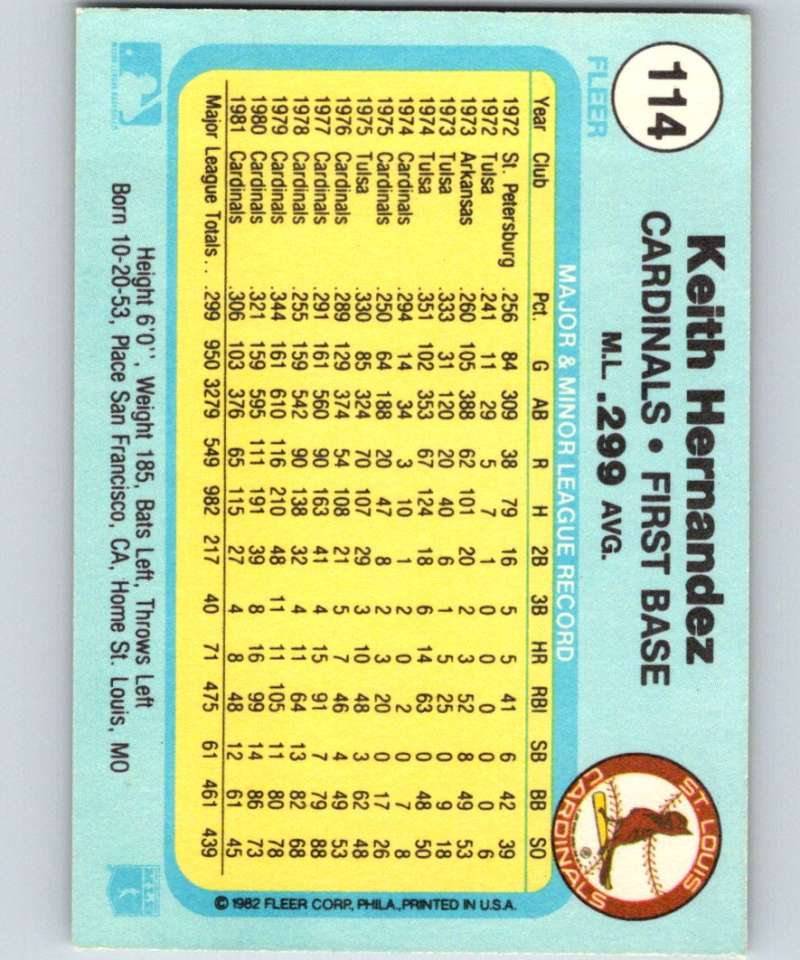 114
FLEER
Keith Hernandez
CARDINALS • FIRST BASE
M.L. .299 AVG.
ST. LOUIS
CARDINALS
®
MAJOR & MINOR LEAGUE RECORD
Year Club Pct. G AB R H 2B 3B HR RBI SB BB SO
1972 St. Petersburg .256 84 309 38 79 16 5 5 41 6 42 39
1972 Tulsa .241 11 29 5 7 1 0 0 0 0 0 6
1973 Arkansas .260 105 388 62 101 20 2 3 52 8 49 53
1973 Tulsa .333 31 120 20 40 6 1 5 25 0 9 18
1974 Tulsa .351 102 353 67 124 18 6 14 63 0 48 50
1974 Cardinals .294 14 34 3 10 1 2 0 2 0 7 8
1975 Cardinals .250 64 188 20 47 8 2 3 20 0 17 26
1975 Tulsa .330 85 324 70 107 29 3 10 48 3 62 48
1976 Cardinals .289 129 374 54 108 21 5 7 46 4 49 53
1977 Cardinals .291 161 560 90 163 41 4 15 91 7 79 88
1978 Cardinals .255 159 542 90 138 32 4 11 64 13 82 68
1979 Cardinals .344 161 610 116 210 48 11 11 105 11 80 78
1980 Cardinals .321 159 595 111 191 39 8 16 99 14 86 73
1981 Cardinals .306 103 376 65 115 27 4 8 48 12 61 45
Major League Totals . . .299 950 3279 549 982 217 40 71 475 61 461 439
© 1982 FLEER CORP., PHILA., PRINTED IN U.S.A.
Height 6'0'', Weight 185, Bats Left, Throws Left
Born 10-20-53, Place San Francisco, CA, Home St. Louis, MO